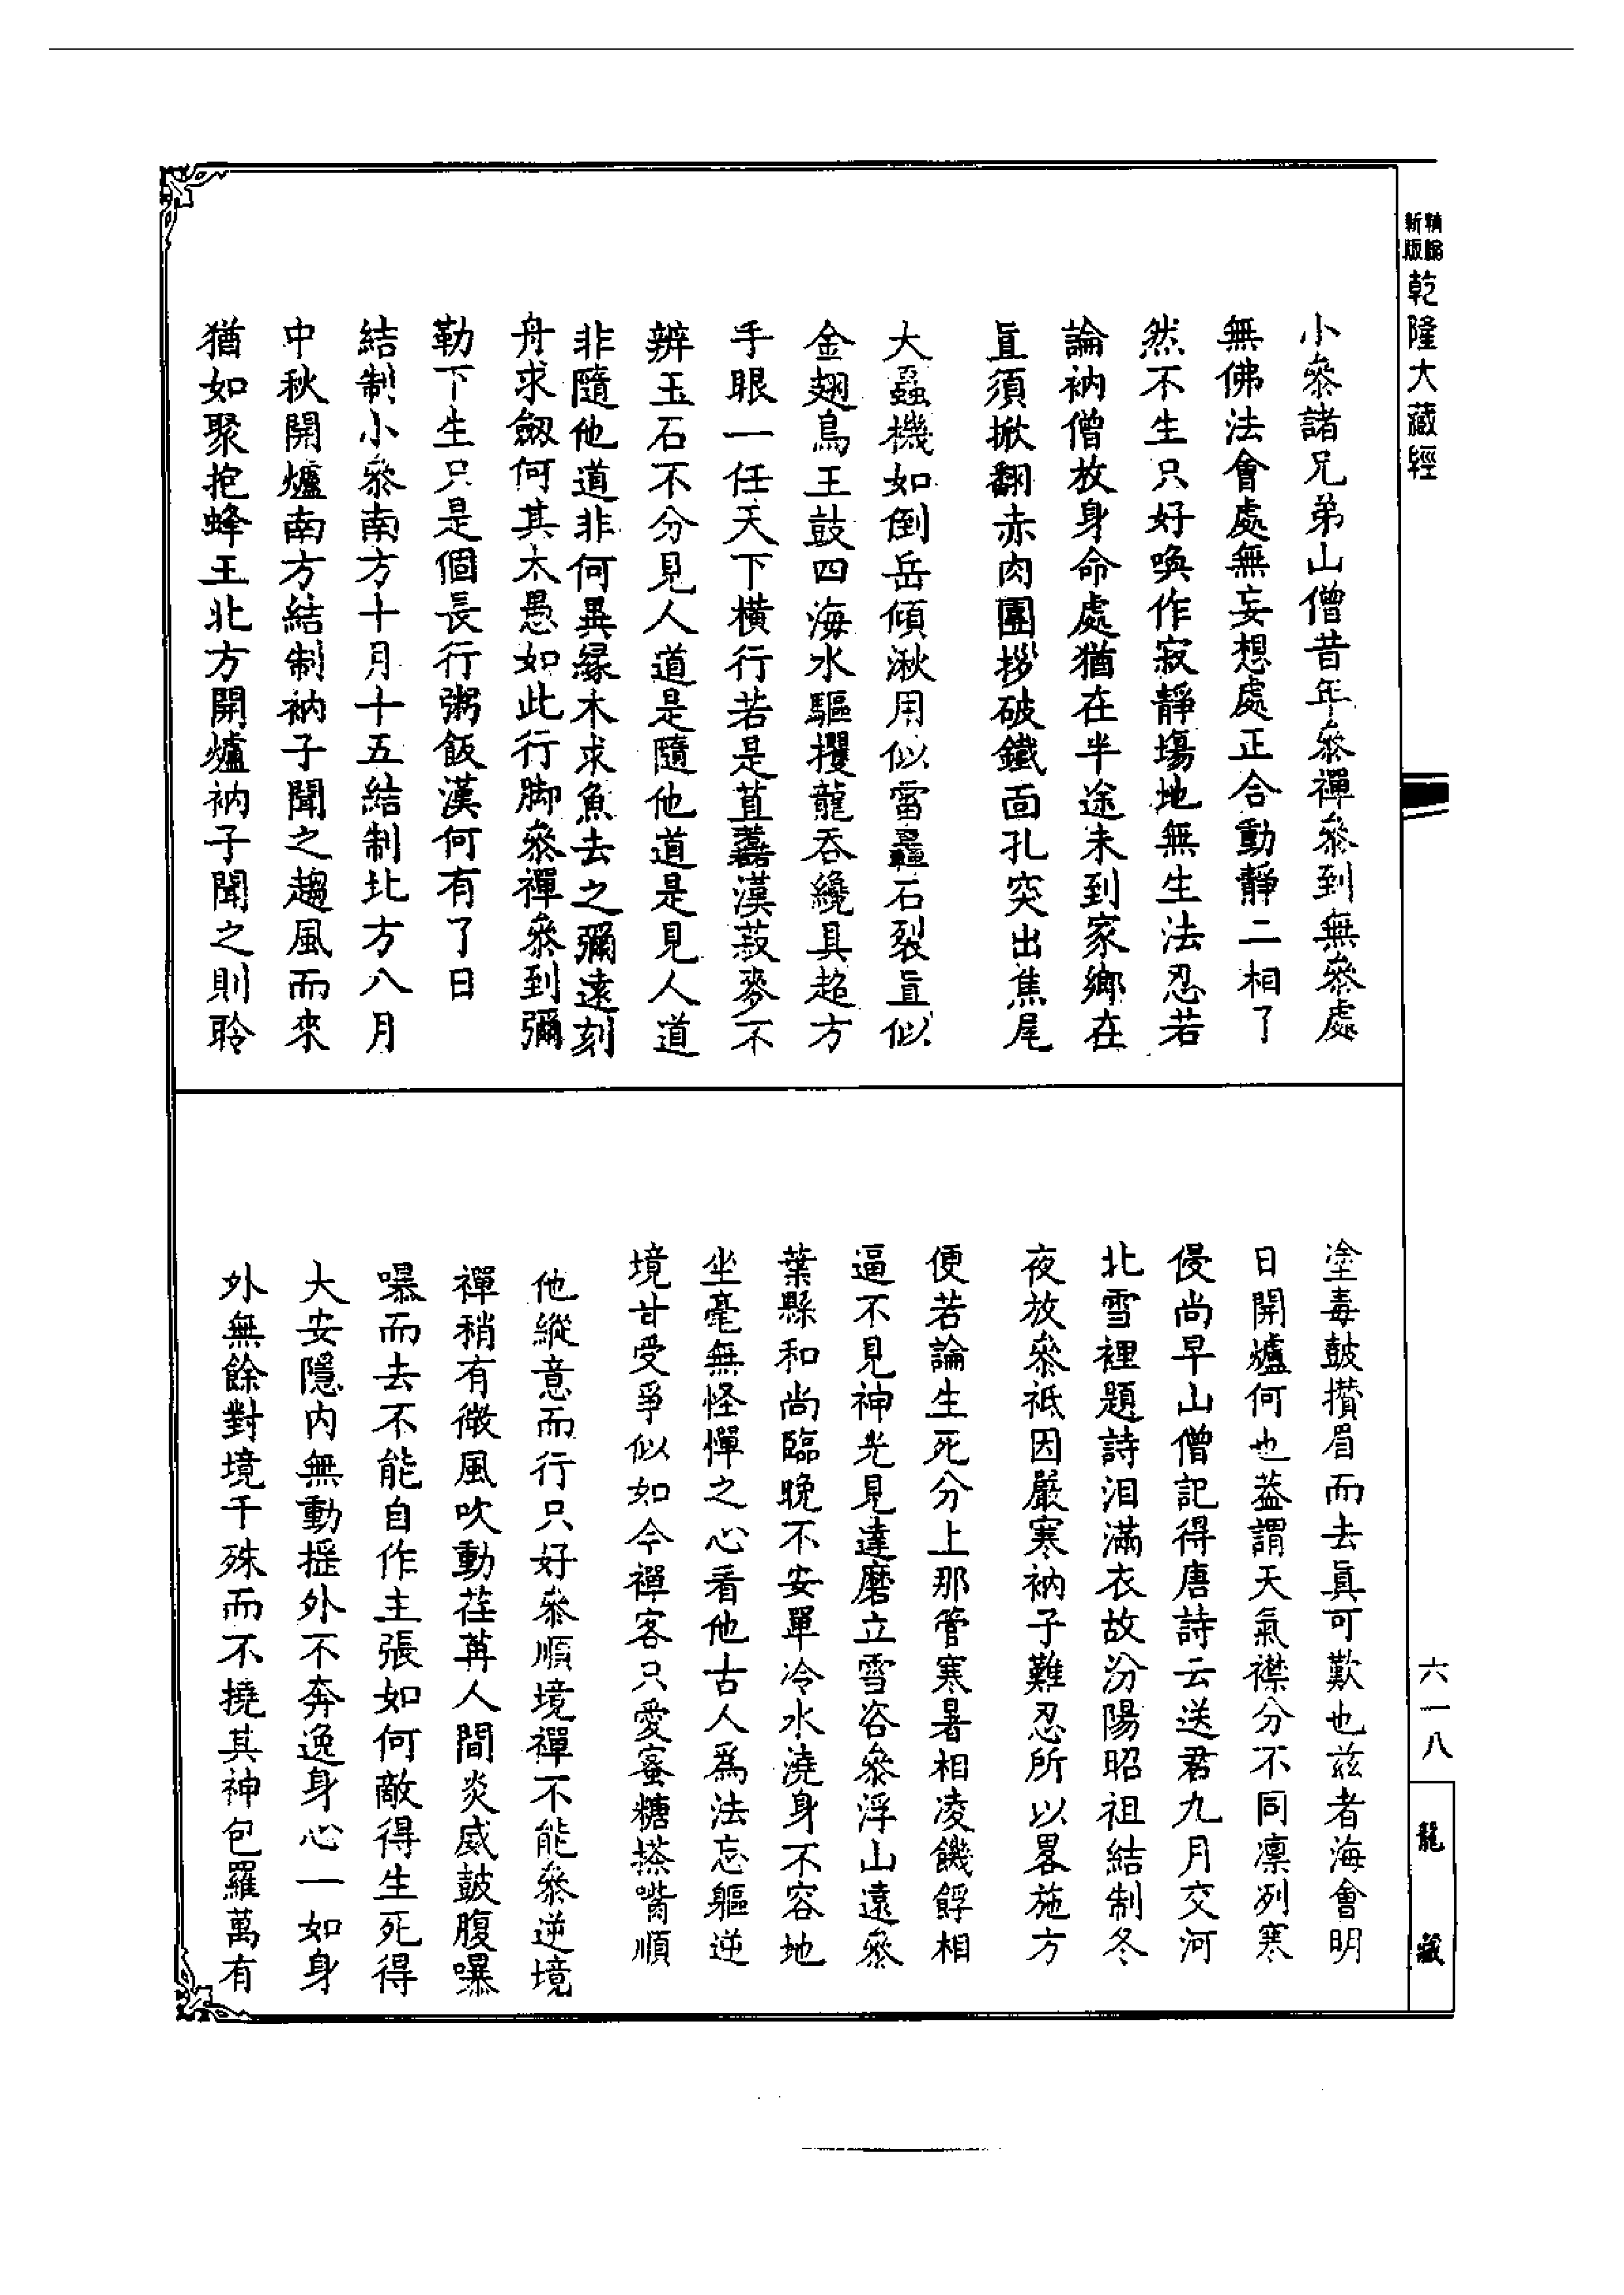 精編
新版
乾隆大藏經
小參諸兄弟山僧昔年參禪參到無參處
無佛法會處無妄想處正合動靜二相了
然不生只好喚作寂靜塲地無生法忍若
論衲僧放身命處猶在半途未到家鄉在
直須掀翻赤肉團拶破鐵面孔突出焦尾
大蟲機如倒岳傾湫用似雷轟石裂直似
金翅鳥王鼓四海水驅攫龍吞纔具超方
手眼一任天下橫行若是苴蘁漢菽麥不
辨玉石不分見人道是隨他道是見人道
非隨他道非何異緣木求魚去之彌遠刻
舟求劒何其太愚如此行脚參禪參到彌
勒下生只是個長行粥飯漢何有了日
結制小參南方十月十五結制北方八月
中秋開爐南方結制衲子聞之趨風而來
猶如聚抱蜂王北方開爐衲子聞之則聆
塗毒鼓攢眉而去眞可歎也兹者海會明
日開爐何也葢謂天氣襟分不同凛冽寒
侵尚早山僧記得唐詩云送君九月交河
北雪裡題詩泪滿衣故汾陽昭祖結制冬
夜放參祇因嚴寒衲子難忍所以畧施方
便若論生死分上那管寒暑相凌饑餓相
逼不見神光見達磨立雪咨參浮山遠參
葉縣和尚臨晚不安單冷水澆身不容地
坐毫無怪憚之心看他古人爲法忘軀逆
境甘受爭似如今禪客只愛蜜糖搽嘴順
他縱意而行只好參順境禪不能參逆境
禪稍有微風吹動荏苒人間炎威鼓腹曝
曝而去不能自作主張如何敵得生死得
大安隱内無動揺外不奔逸身心一如身
外無餘對境千殊而不撓其神包羅萬有
六一八
龍藏